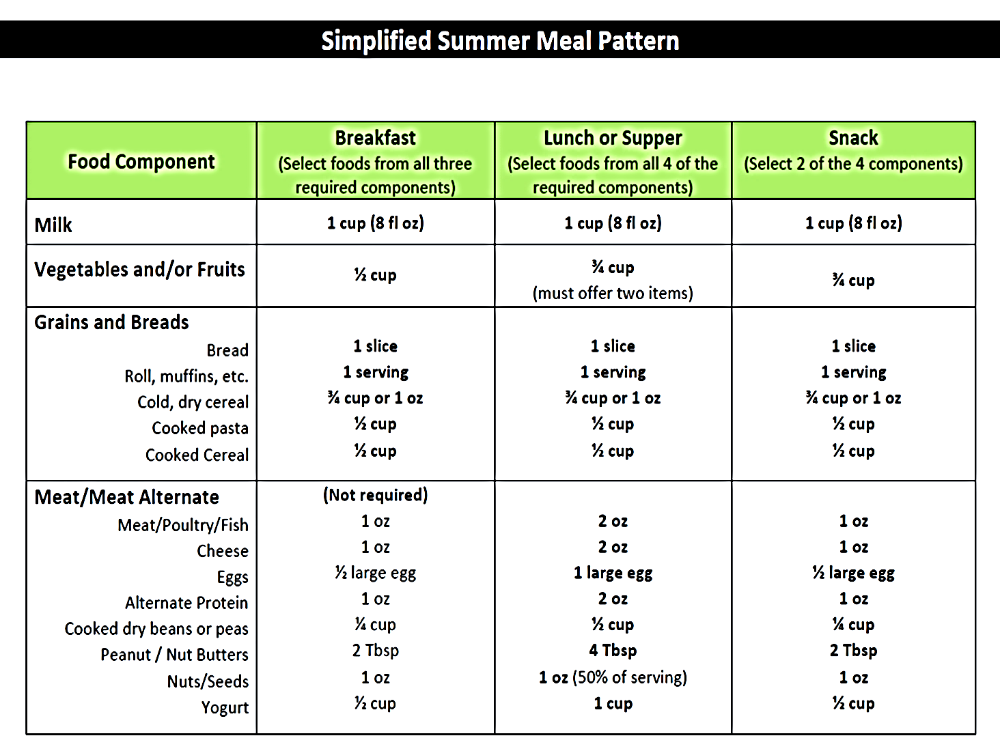 Simplified Summer Meal Pattern
Food Component
Breakfast
(Select foods from all three
required components)
Lunch or Supper
(Select foods from all 4 of the
required components)
Snack
(Select 2 of the 4 components)
Milk
1 cup (8 fl oz)
1 cup (8 fl oz)
1 cup (8 fl oz)
Vegetables and/or Fruits
½ cup
¾ cup
(must offer two items)
¾ cup
Grains and Breads
Bread
1 slice
1 slice
1 slice
Roll, muffins, etc.
1 serving
1 serving
1 serving
Cold, dry cereal
¾ cup or 1 oz
¾ cup or 1 oz
¾ cup or 1 oz
Cooked pasta
½ cup
½ cup
½ cup
Cooked Cereal
½ cup
½ cup
½ cup
Meat/Meat Alternate
(Not required)
Meat/Poultry/Fish
1 oz
2 oz
1 oz
Cheese
1 oz
2 oz
1 oz
Eggs
½ large egg
1 large egg
½ large egg
Alternate Protein
1 oz
2 oz
1 oz
Cooked dry beans or peas
¼ cup
½ cup
¼ cup
Peanut / Nut Butters
2 Tbsp
4 Tbsp
2 Tbsp
Nuts/Seeds
1 oz
1 oz (50% of serving)
1 oz
Yogurt
½ cup
1 cup
½ cup